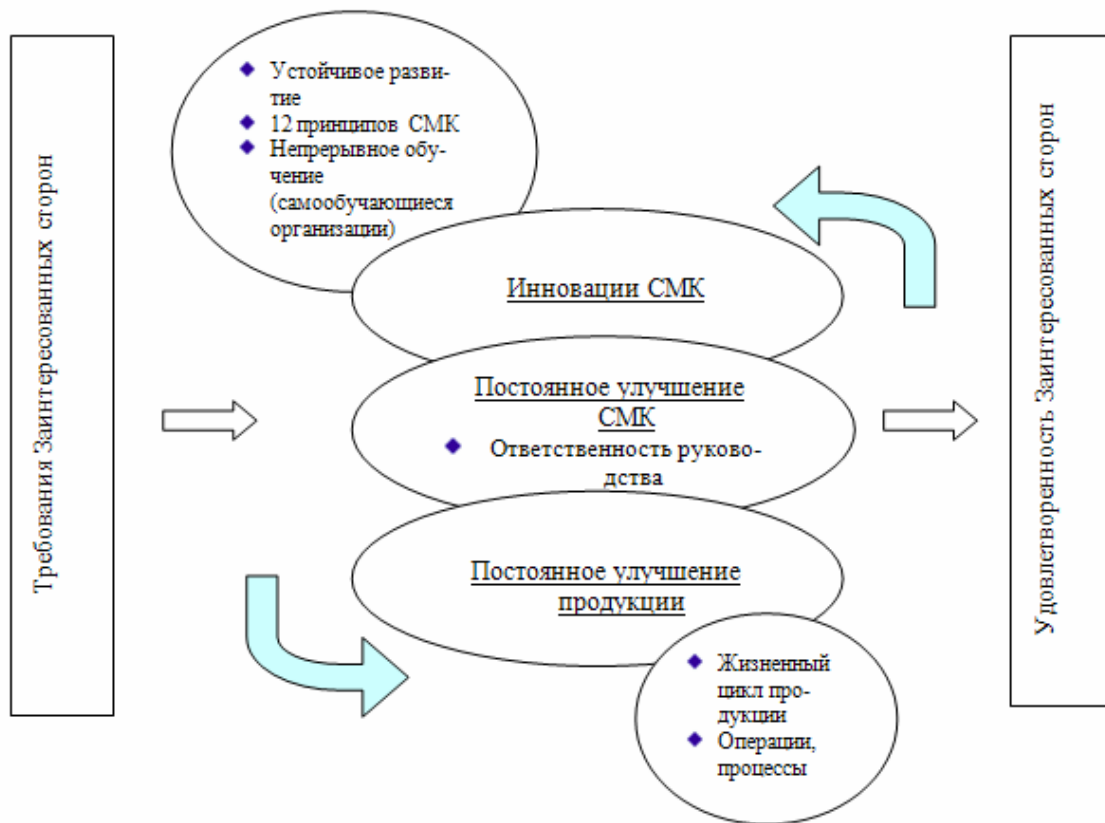 Требования Заинтересованных сторон
Устойчивое разви-
тие
12 принципов СМК
Непрерывное обу-
чение
(самообучающиеся
организации)
Инновации СМК
Постоянное улучшение
СМК
Ответственность руково-
дства
Постоянное улучшение
продукции
Жизненный
цикл про-
дукции
Операции,
процессы
Удовлетворенность Заинтересованных сторон